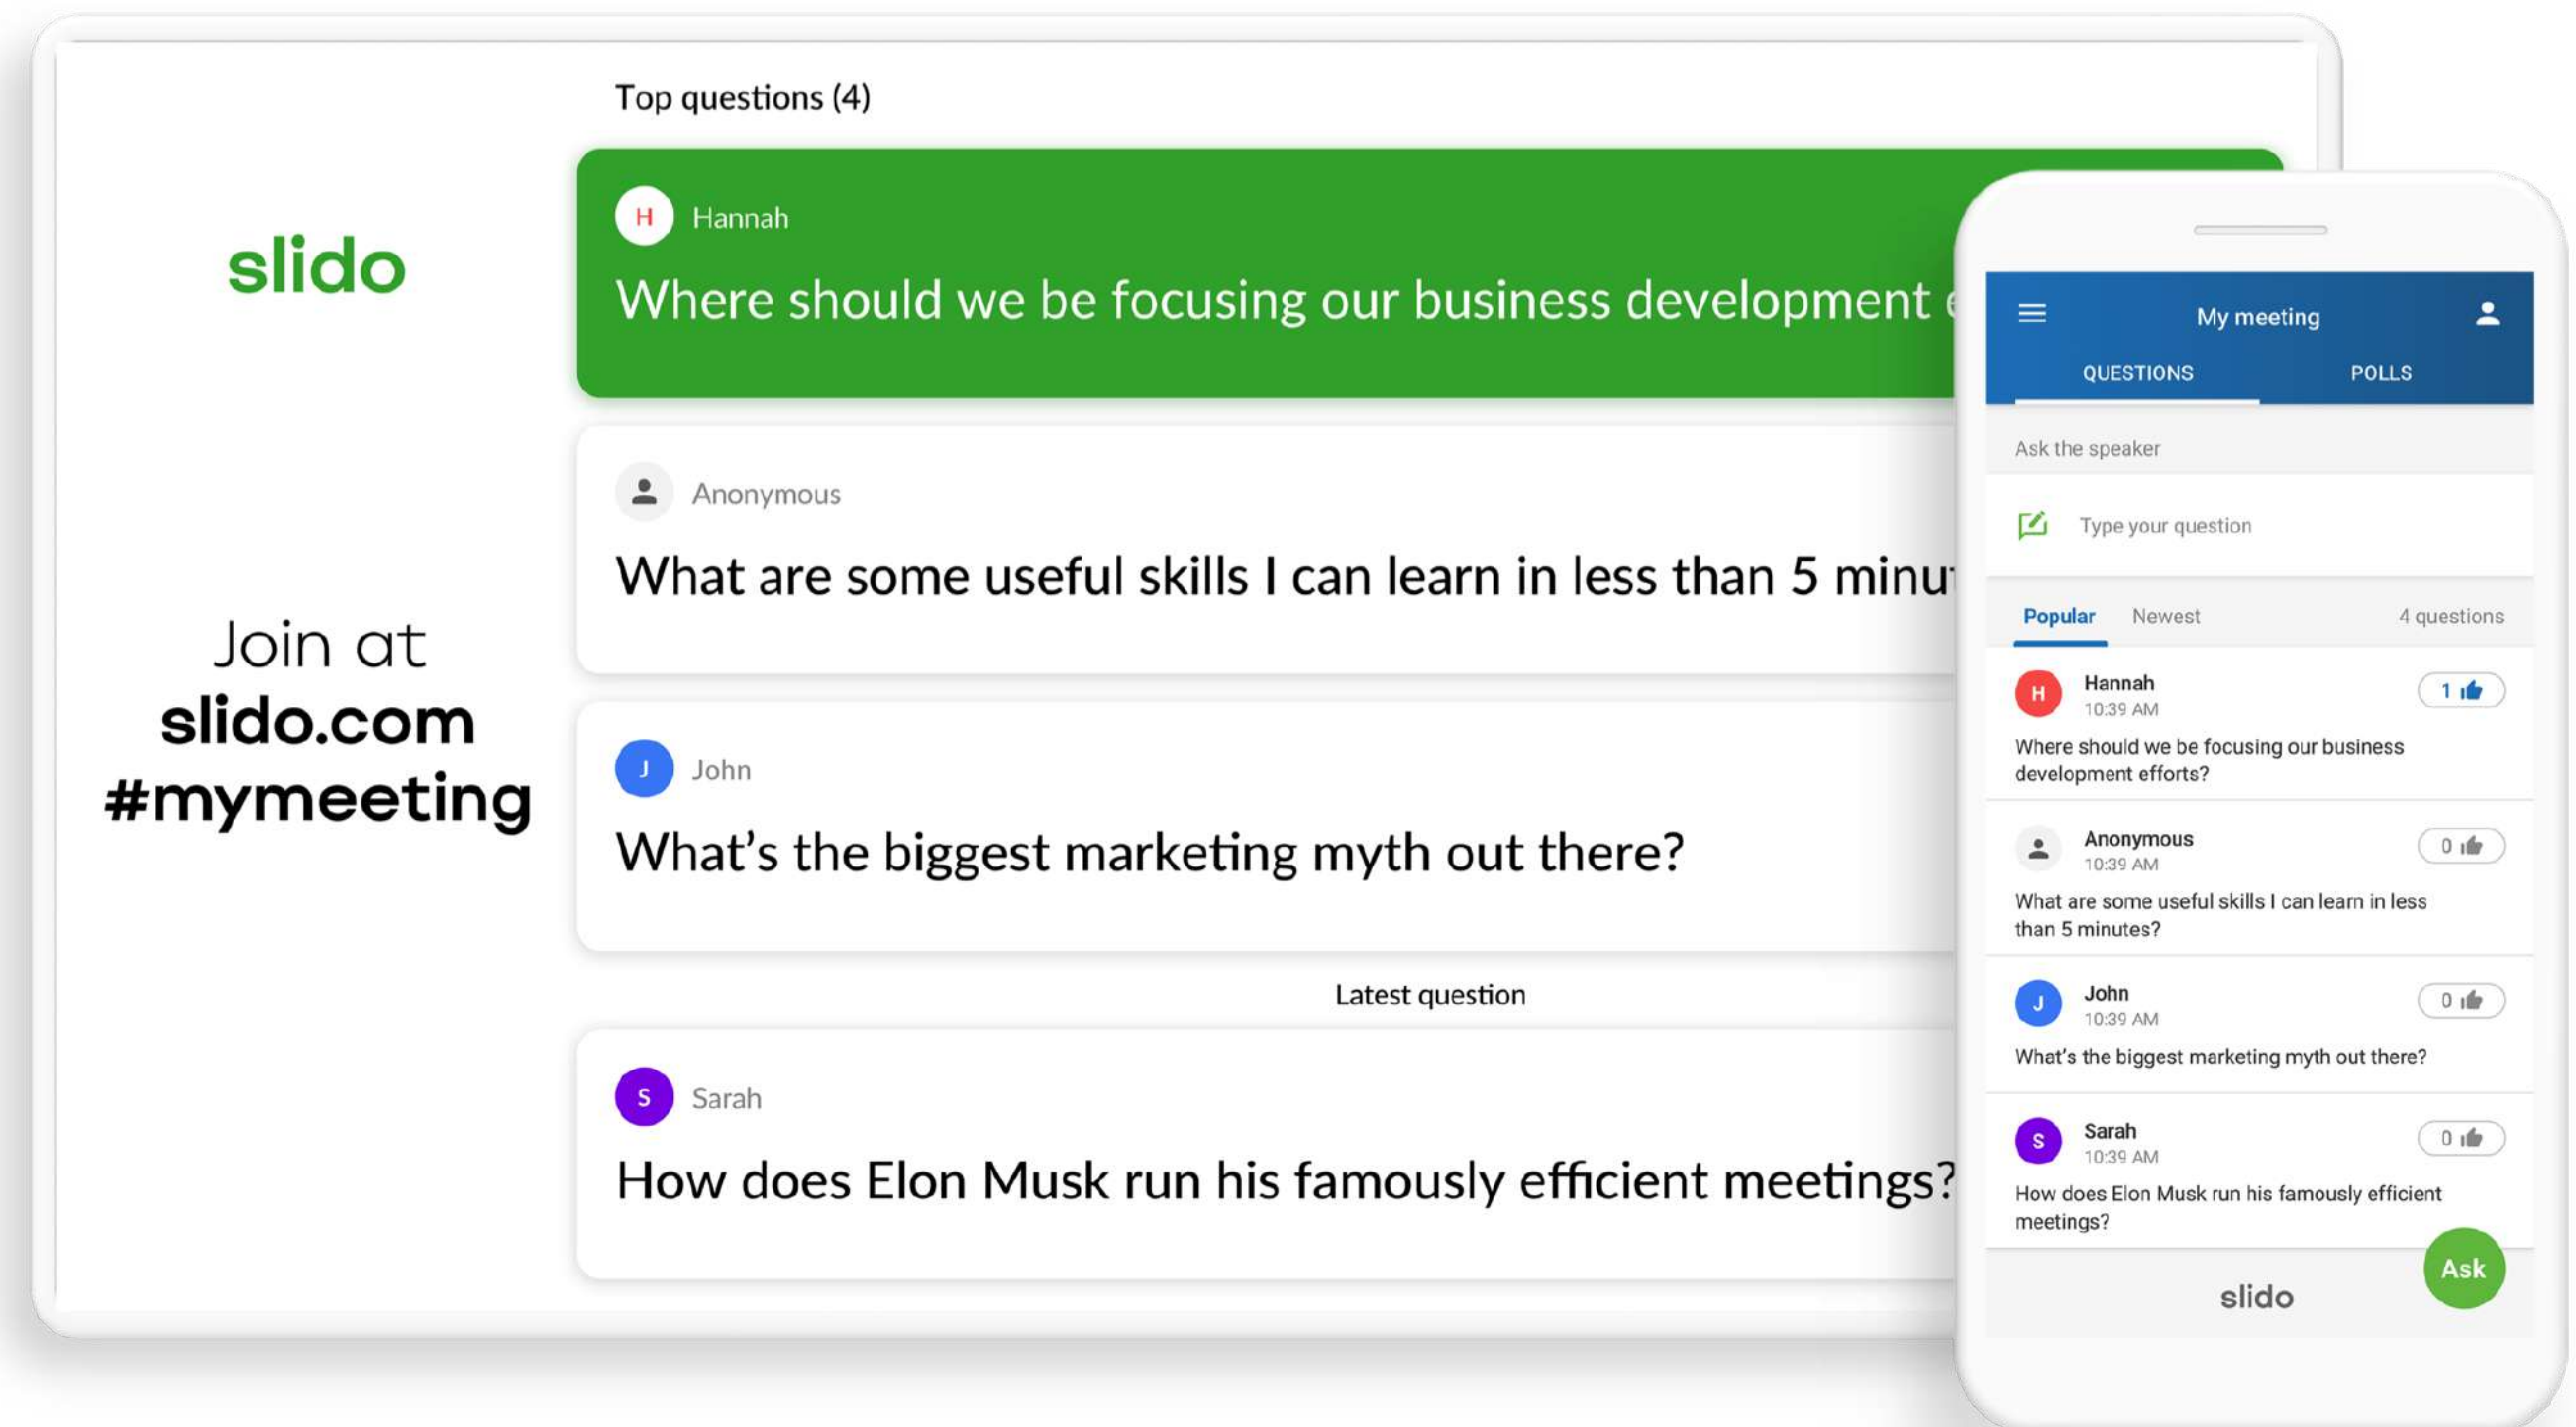 slido
Join at
slido.com
#mymeeting
Top questions (4)
H Hannah
Where should we be focusing our business development
Anonymous
What are some useful skills I can learn in less than 5
J John
What's the biggest marketing myth out there?
Latest question
S Sarah
How does Elon Musk run his famously efficient meetings?
My meeting
QUESTIONS POLLS
Ask the speaker
Type your question
Popular Newest 4 questions
H Hannah 1
10:39 AM
Where should we be focusing our business
development efforts?
Anonymous 0
10:39 AM
What are some useful skills I can learn in less
than 5 minutes?
J John 0
10:39 AM
What's the biggest marketing myth out there?
S Sarah 0
10:39 AM
How does Elon Musk run his famously efficient
meetings?
Ask
slido